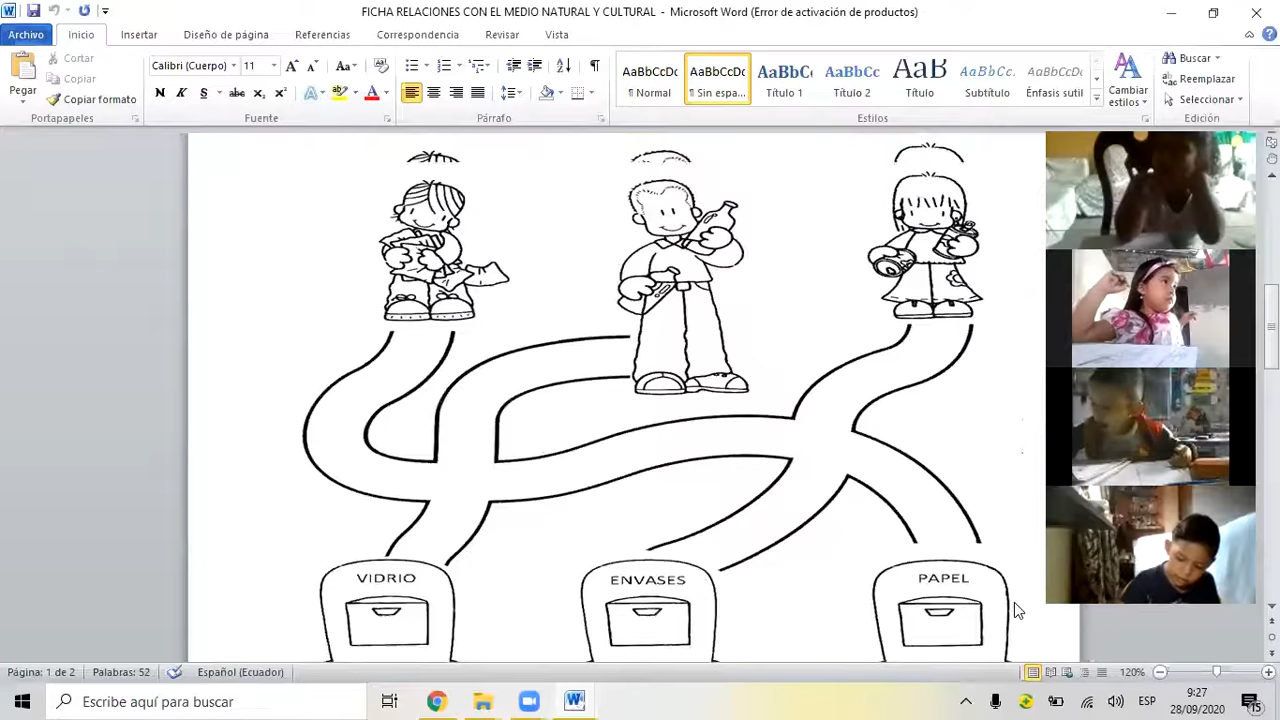 FICHA RELACIONES CON EL MEDIO NATURAL Y CULTURAL - Microsoft Word (Error de activación de productos)
Archivo Inicio Insertar Diseño de página Referencias Correspondencia Revisar Vista
Cortar
Copiar
Copiar formato
Pegar
Portapapeles
Calibri (Cuerpo) 11
Fuente
Párrafo
AaBbCcDc AaBbCcDc AaBbC( AaBbCc AaB AaBbCc. AaBbCcDc
¶ Normal ¶ Sin espa... Título 1 Título 2 Título Subtítulo Énfasis sutil
Estilos
Cambiar estilos
Buscar
Reemplazar
Seleccionar
Edición
VIDRIO ENVASES PAPEL
Página: 1 de 2 Palabras: 52 Español (Ecuador) 120%
Escribe aquí para buscar
ESP
9:27
28/09/2020
15